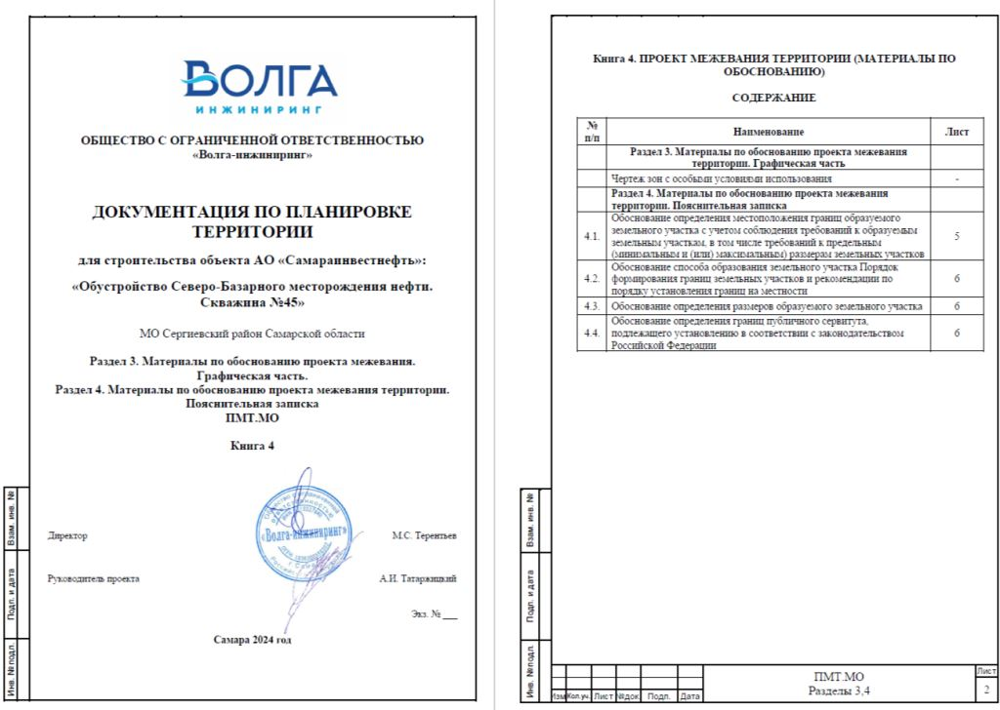 ВОЛГА
ИНЖИНИРИНГ
ОБЩЕСТВО С ОГРАНИЧЕННОЙ ОТВЕТСТВЕННОСТЬЮ
«Волга-инжиниринг»
ДОКУМЕНТАЦИЯ ПО ПЛАНИРОВКЕ
ТЕРРИТОРИИ
для строительства объекта АО «Самараинвестнефть»:
«Обустройство Северо-Базарного месторождения нефти.
Скважина №45»
МО Сергиевский район Самарской области
Раздел 3. Материалы по обоснованию проекта межевания.
Графическая часть.
Раздел 4. Материалы по обоснованию проекта межевания территории.
Пояснительная записка
ПМТ.МО
Книга 4
Общество с ограниченной
ответственностью
«Волга-инжиниринг»
Директор
М.С. Терентьев
Руководитель проекта
А.И. Татаржицкий
Экз. № ___
Самара 2024 год
Взам. инв. №
Подп. и дата
Инв. № подл.
Книга 4. ПРОЕКТ МЕЖЕВАНИЯ ТЕРРИТОРИИ (МАТЕРИАЛЫ ПО
ОБОСНОВАНИЮ)
СОДЕРЖАНИЕ
№ п/п Наименование Лист
Раздел 3. Материалы по обоснованию проекта межевания
территории. Графическая часть
Чертеж зон с особыми условиями использования -
Раздел 4. Материалы по обоснованию проекта межевания
территории. Пояснительная записка
4.1. Обоснование определения местоположения границ образуемого
земельного участка с учетом соблюдения требований к образуемым
земельным участкам, в том числе требований к предельным
(минимальным и (или) максимальным) размерам земельных участков 5
4.2. Обоснование способа образования земельного участка Порядок
формирования границ земельных участков и рекомендации по
порядку установления границ на местности 6
4.3. Обоснование определения размеров образуемого земельного участка 6
4.4. Обоснование определения границ публичного сервитута,
подлежащего установлению в соответствии с законодательством
Российской Федерации 6
Взам. инв. №
Подп. и дата
Инв. №подл.
Изм Кол.уч. Лист №док. Подп. Дата
ПМТ.МО
Разделы 3,4
Лист
2